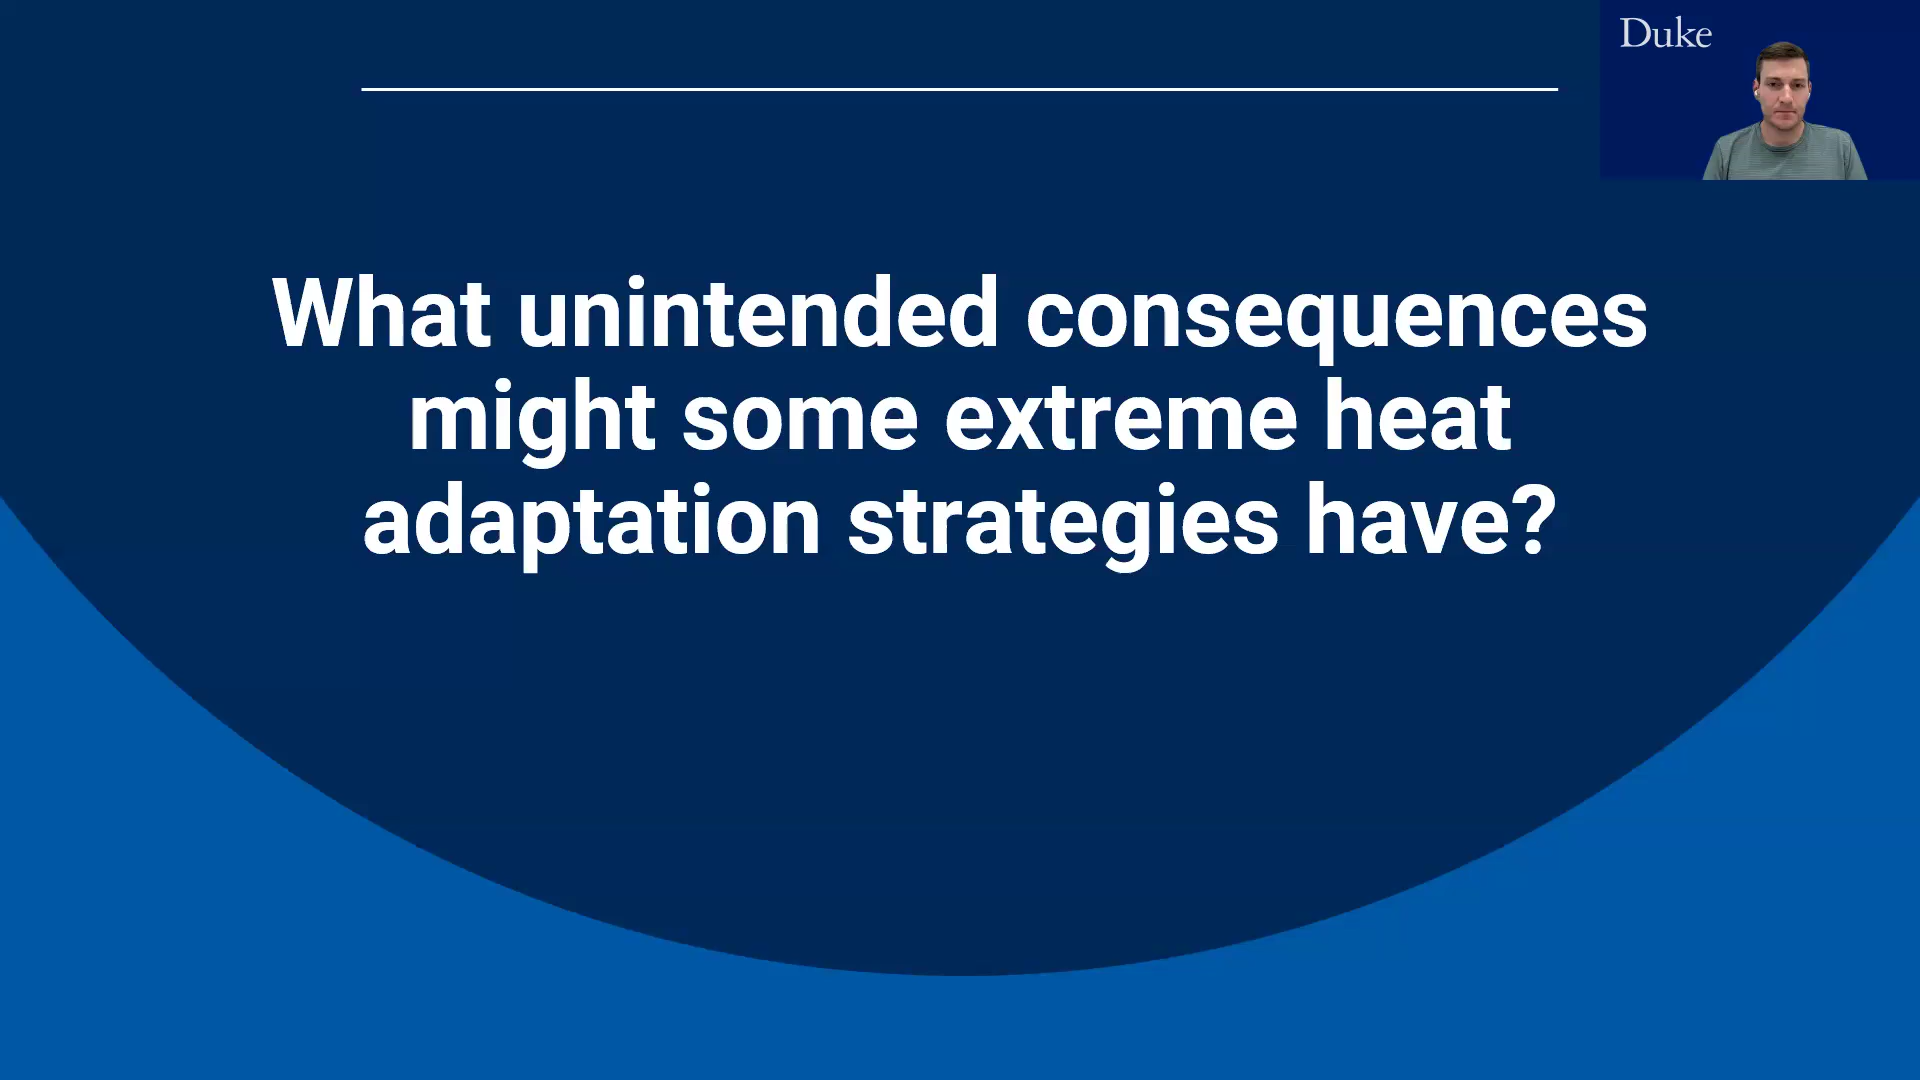 Duke
What unintended consequences
might some extreme heat
adaptation strategies have?